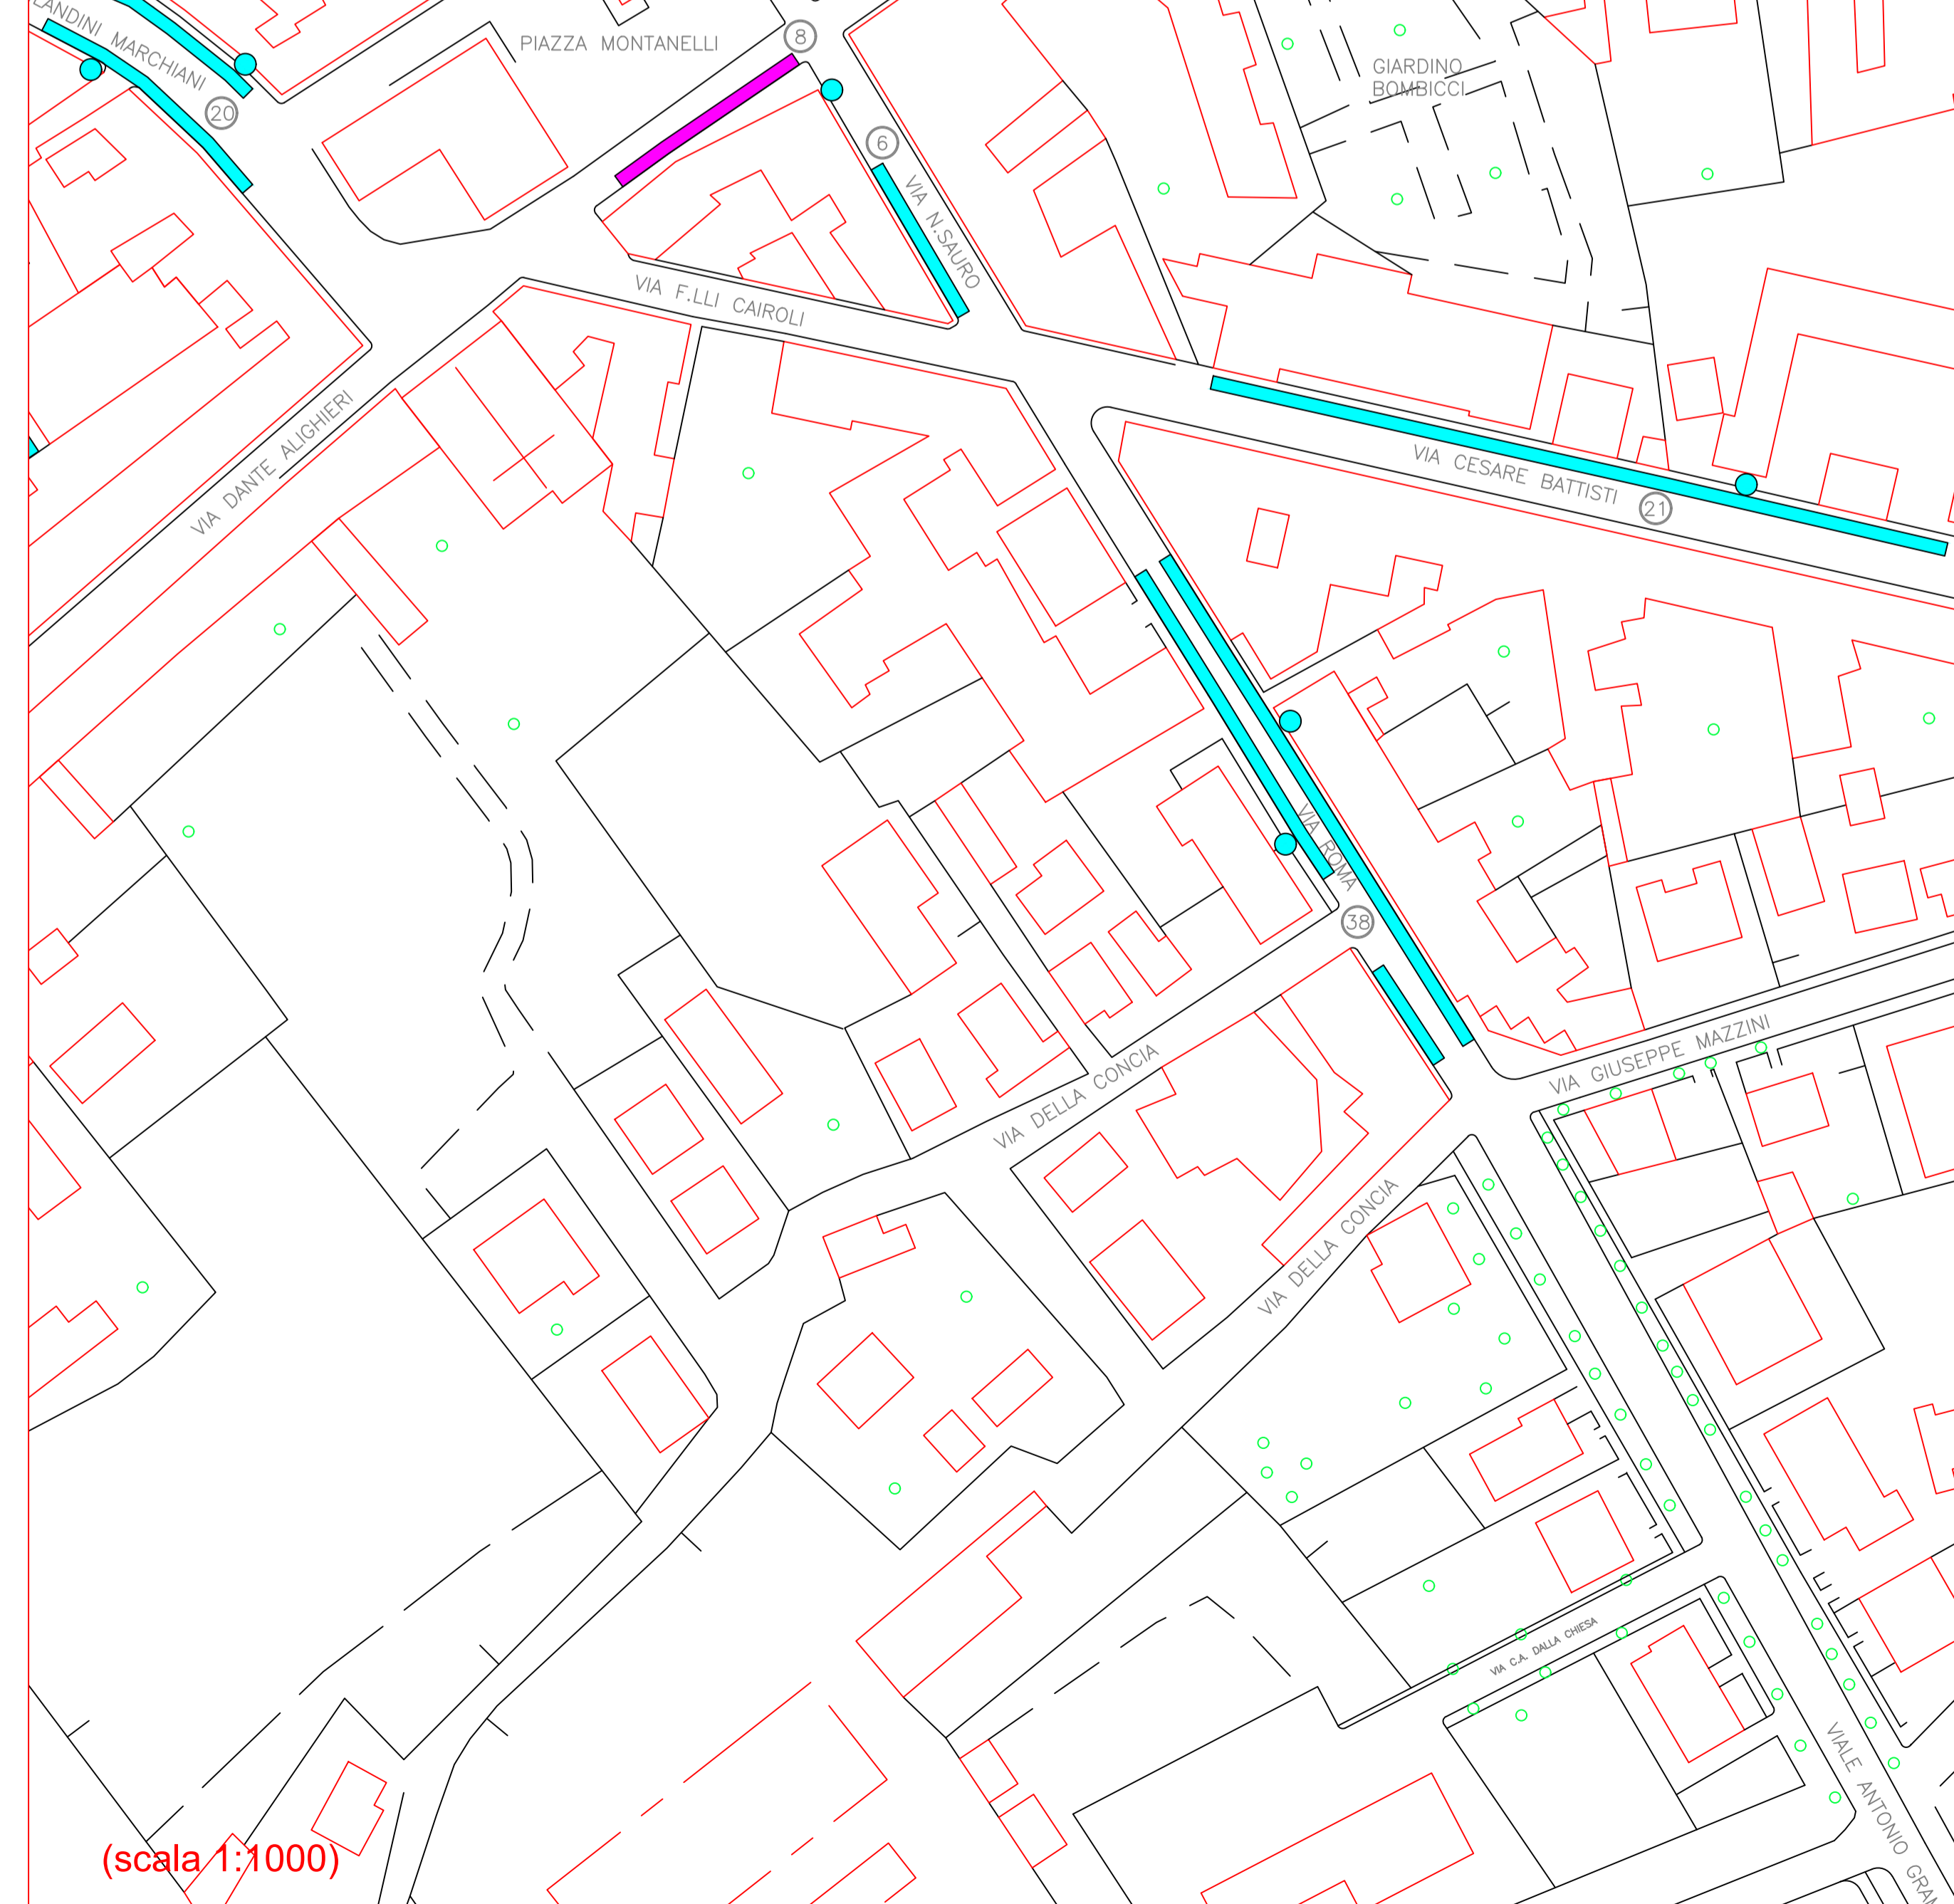 LANDINI MARCHIANI
20
PIAZZA MONTANELLI
8
6
VIA N.SAURO
GIARDINO
BOMBICCI
VIA F.LLI CAIROLI
VIA DANTE ALIGHIERI
VIA CESARE BATTISTI
21
VIA ROMA
38
VIA GIUSEPPE MAZZINI
VIA DELLA CONCIA
VIA DELLA CONCIA
VIA C.A. DALLA CHIESA
VIALE ANTONIO GRAM
(scala 1:1000)